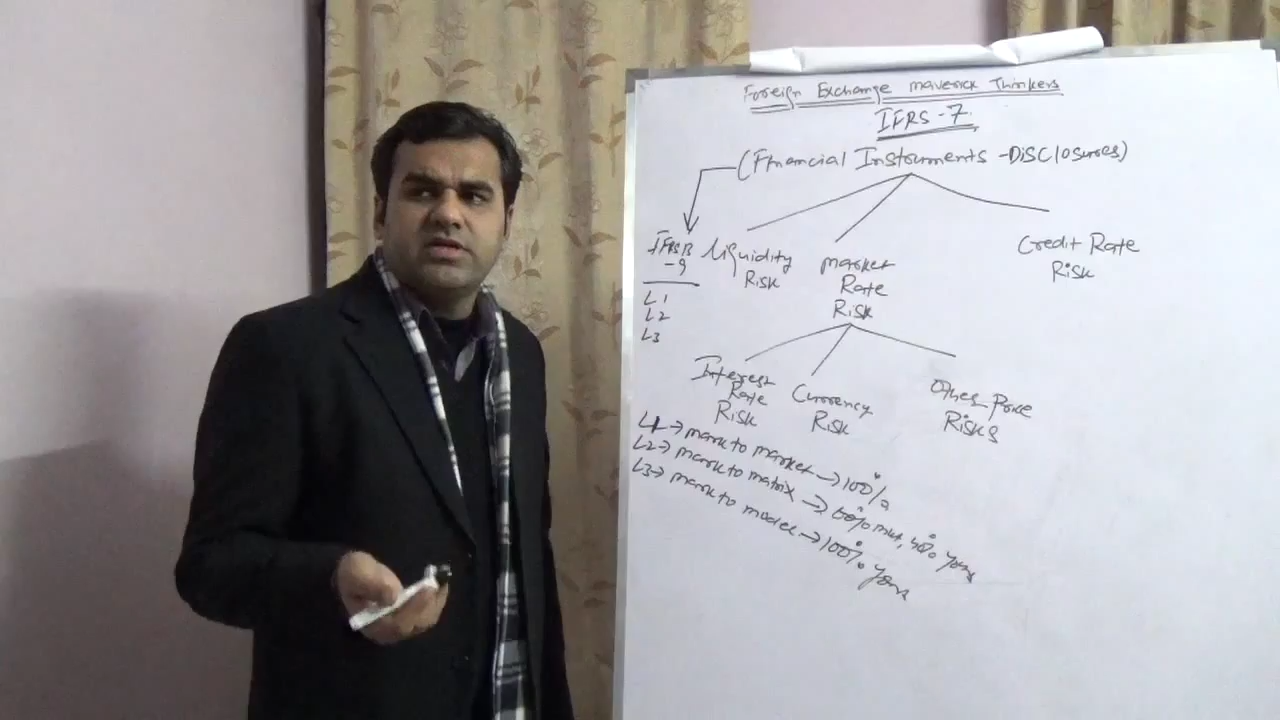 Foreign Exchange maverick Thinkers
IFRS-7
(Financial Instruments -DISClosures)
IFRS13
-9
L1
L2
L3
Liquidity
Risk
market
Rate
Risk
Credit Rate
Risk
Interest
Rate
Risk
Currency
Risk
Other Price
Risks
L1→ mark to market → 100%
L2→ mark to matrix → 60% mkt, 40% yours
L3→ mark to model → 100% yours